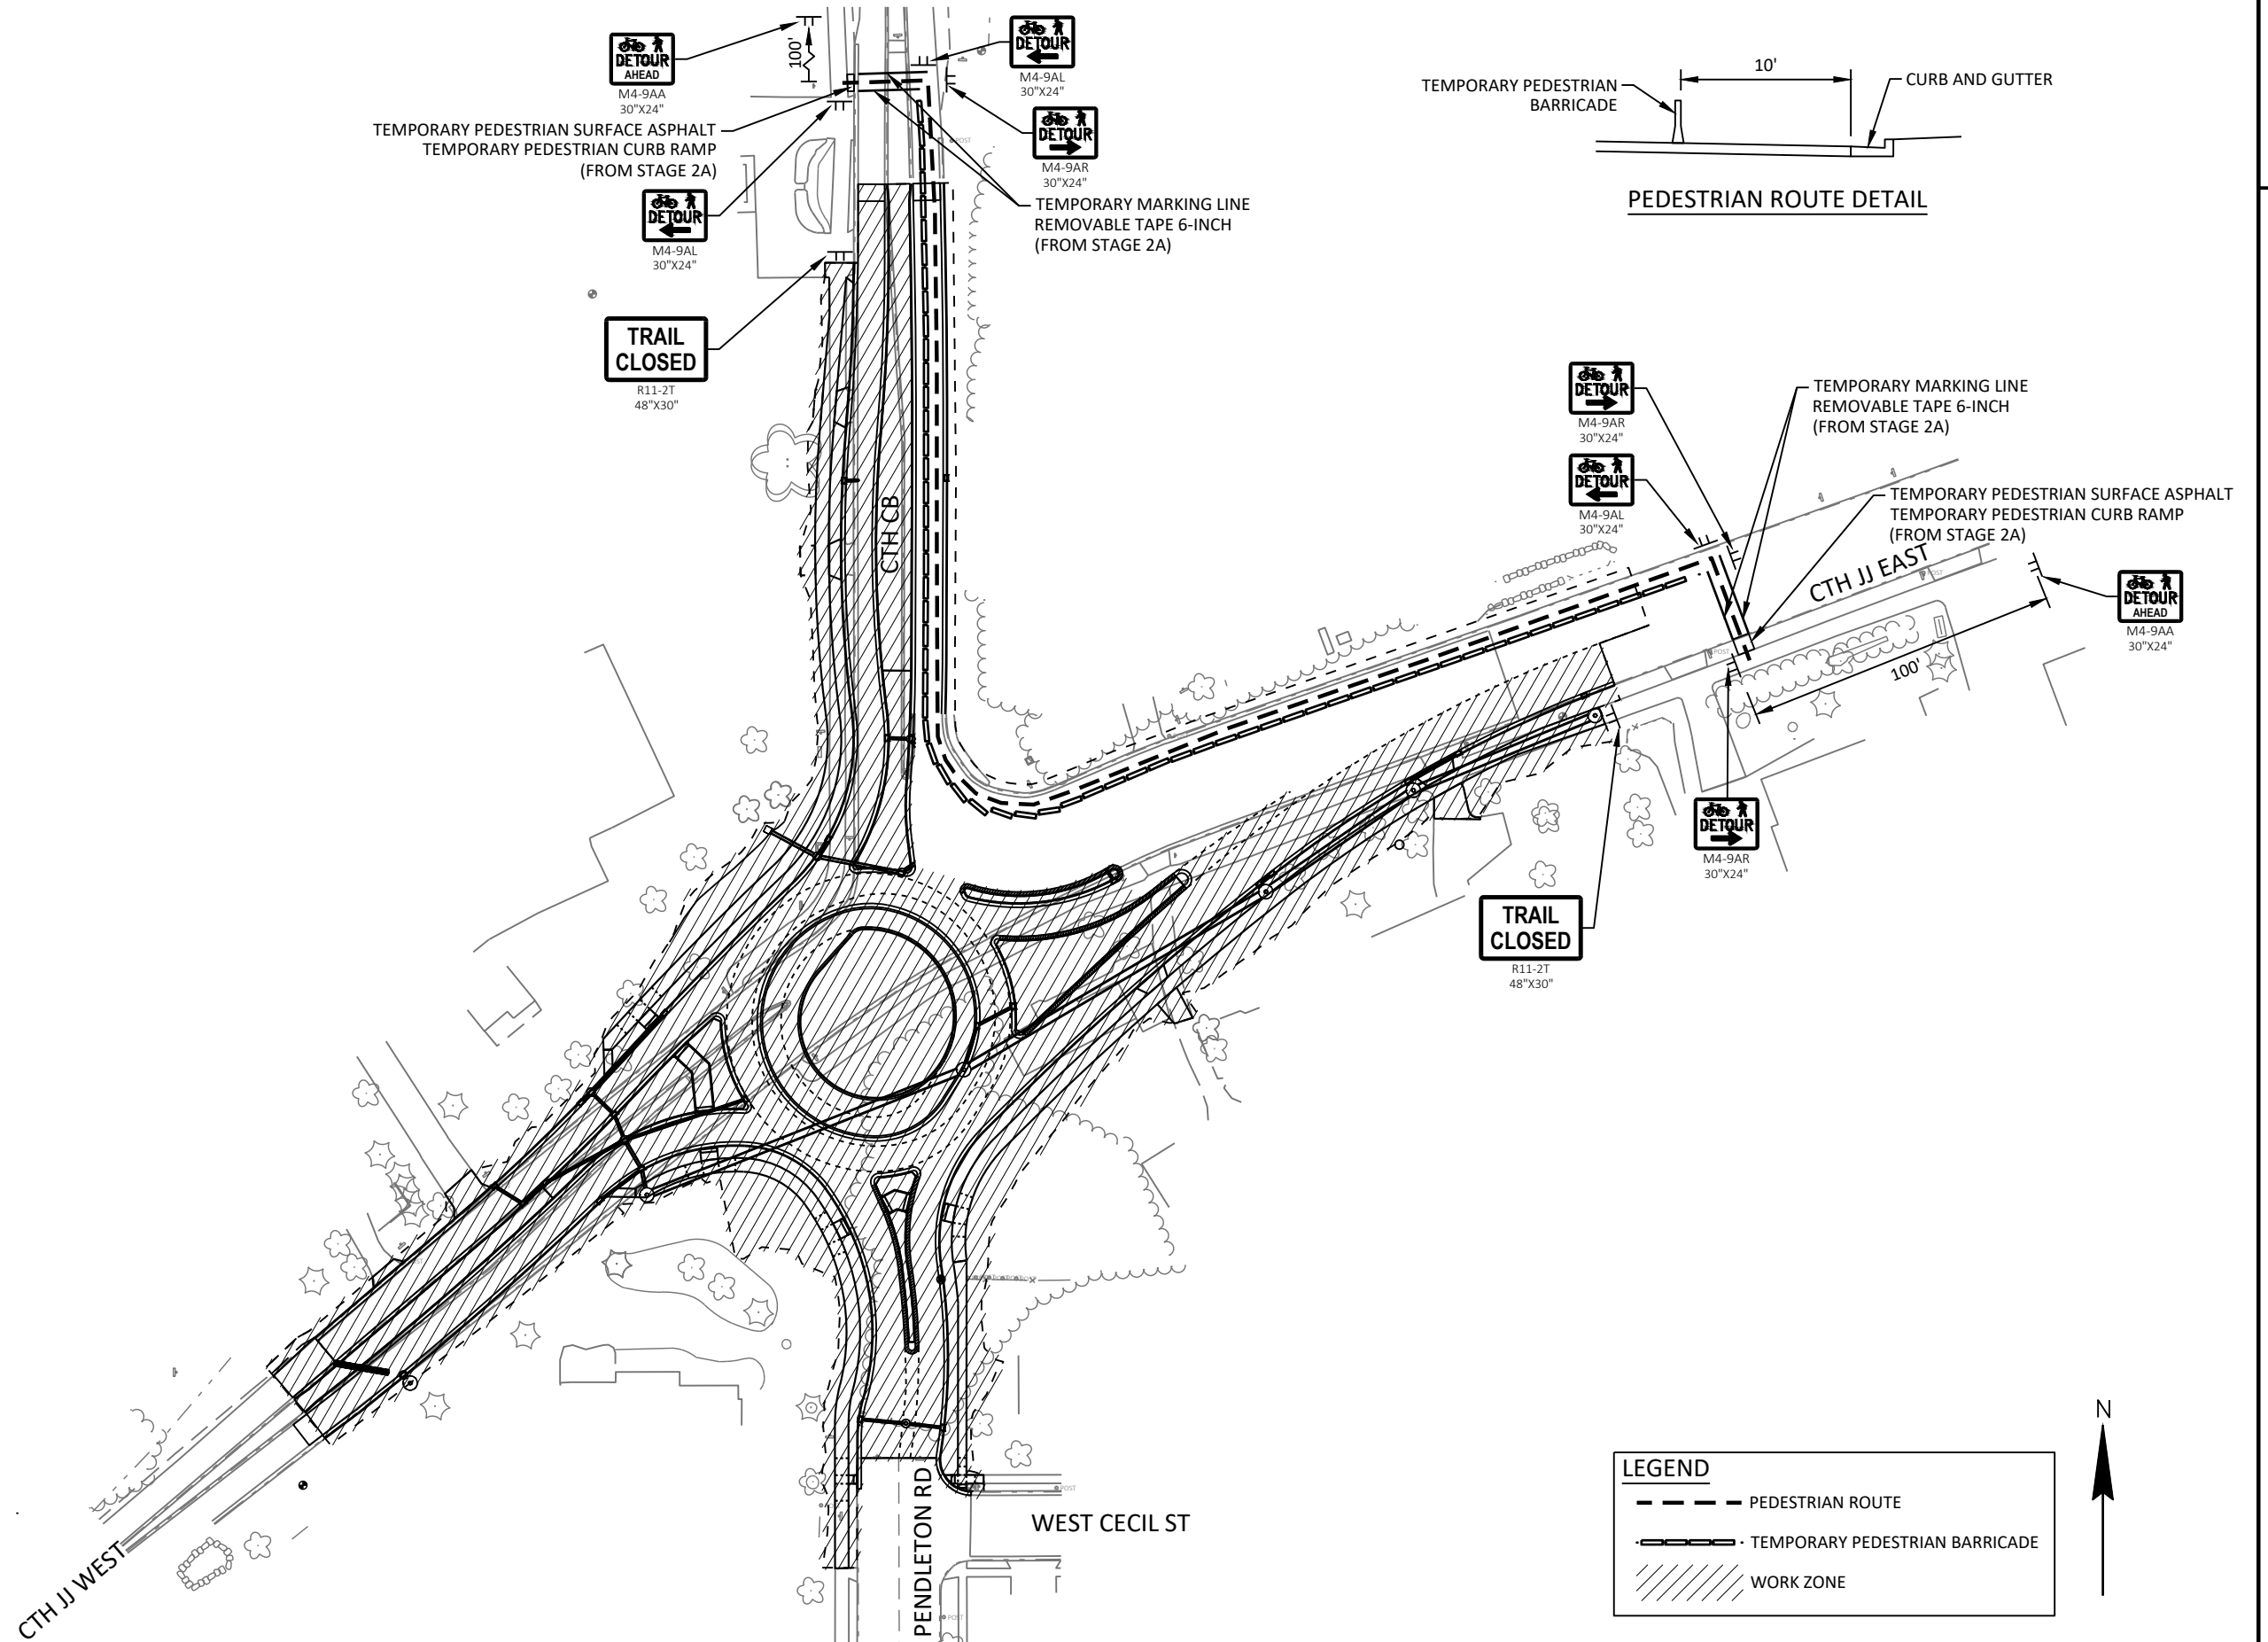 DETOUR
AHEAD
M4-9AA
30"X24"
100'
DETOUR
M4-9AL
30"X24"
DETOUR
M4-9AR
30"X24"
TEMPORARY PEDESTRIAN SURFACE ASPHALT
TEMPORARY PEDESTRIAN CURB RAMP
(FROM STAGE 2A)
DETOUR
M4-9AL
30"X24"
TEMPORARY MARKING LINE
REMOVABLE TAPE 6-INCH
(FROM STAGE 2A)
TRAIL
CLOSED
R11-2T
48"X30"
TEMPORARY PEDESTRIAN
BARRICADE
10'
CURB AND GUTTER
PEDESTRIAN ROUTE DETAIL
POST
CTH CB
DETOUR
M4-9AR
30"X24"
DETOUR
M4-9AL
30"X24"
TEMPORARY MARKING LINE
REMOVABLE TAPE 6-INCH
(FROM STAGE 2A)
TEMPORARY PEDESTRIAN SURFACE ASPHALT
TEMPORARY PEDESTRIAN CURB RAMP
(FROM STAGE 2A)
CTH JJ EAST
POST
POST
100'
DETOUR
AHEAD
M4-9AA
30"X24"
DETOUR
M4-9AR
30"X24"
TRAIL
CLOSED
R11-2T
48"X30"
CTH JJ WEST
PENDLETON RD
WEST CECIL ST
POST
POST
N
LEGEND
PEDESTRIAN ROUTE
TEMPORARY PEDESTRIAN BARRICADE
WORK ZONE